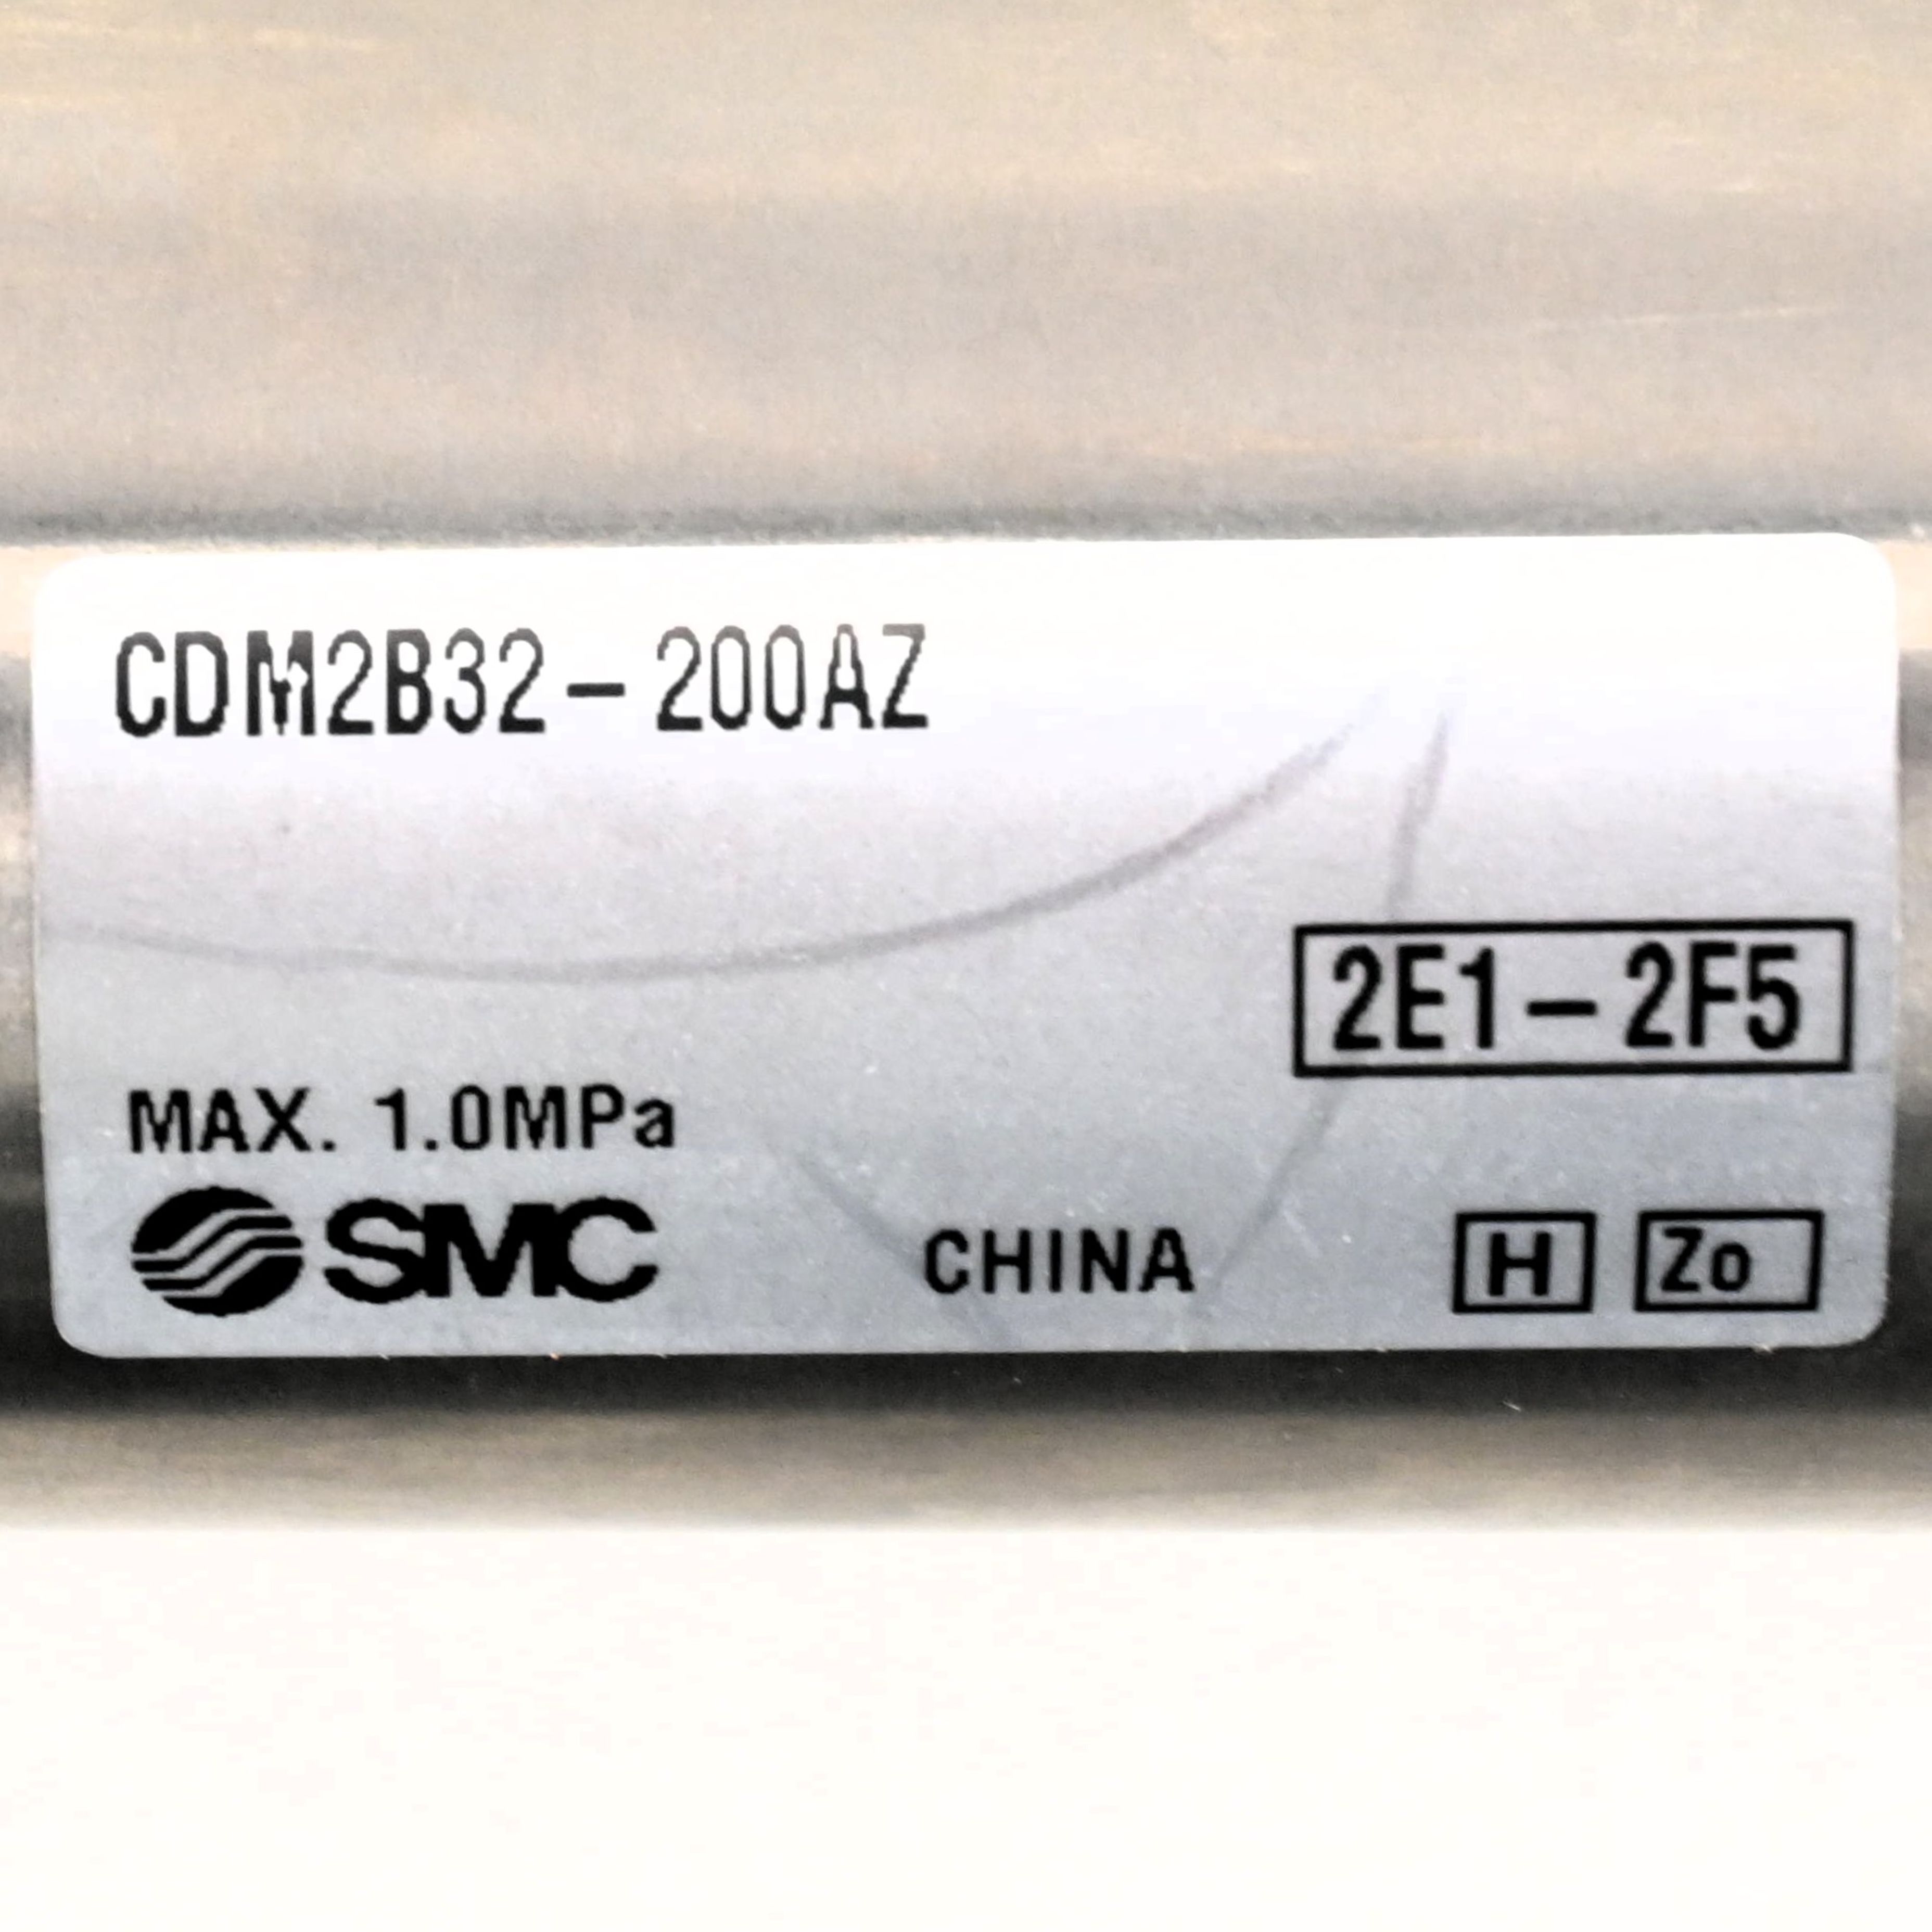 CDM2B32-200AZ
2E1-2F5
MAX. 1.0MPa
SMC CHINA H Zo